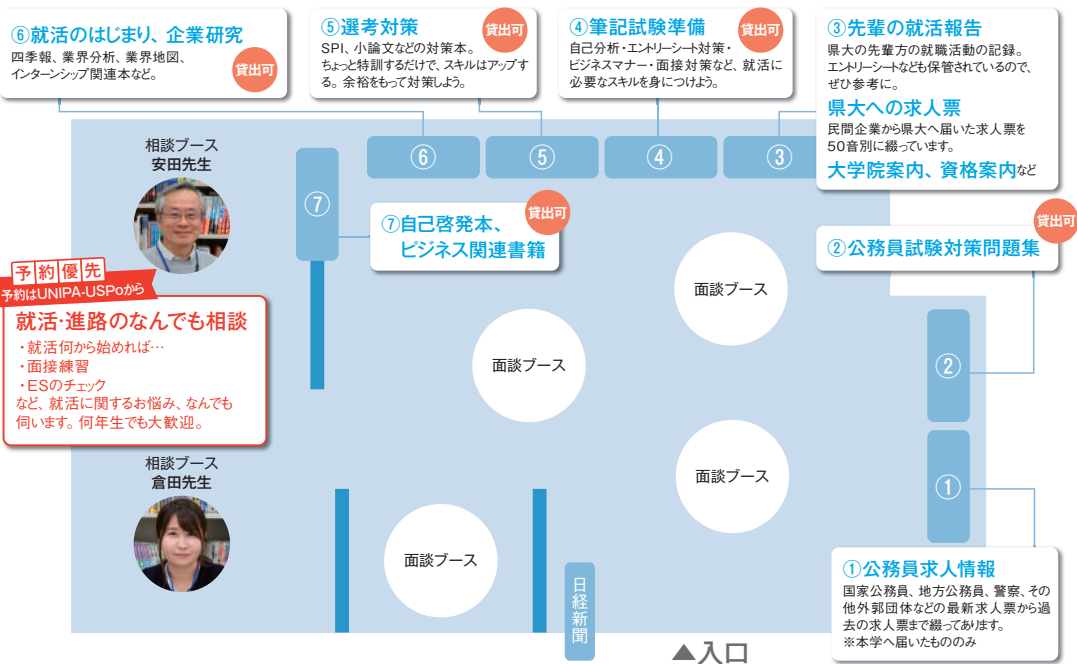 ⑥就活のはじまり、企業研究
四季報、業界分析、業界地図、
インターンシップ関連本など。
貸出可
⑤選考対策
SPI、小論文などの対策本。
ちょっと特訓するだけで、スキルはアップす
る。余裕をもって対策しよう。
貸出可
④筆記試験準備
自己分析・エントリーシート対策・
ビジネスマナー・面接対策など、就活に
必要なスキルを身につけよう。
貸出可
③先輩の就活報告
県大の先輩方の就職活動の記録。
エントリーシートなども保管されているので、
ぜひ参考に。
県大への求人票
民間企業から県大へ届いた求人票を
50音別に綴っています。
大学院案内、資格案内など
相談ブース
安田先生
⑦
⑥
⑤
④
③
⑦自己啓発本、
ビジネス関連書籍
貸出可
貸出可
②公務員試験対策問題集
予約優先
予約はUNIPA-USPoから
就活・進路のなんでも相談
・就活何から始めれば…
・面接練習
・ESのチェック
など、就活に関するお悩み、なんでも
伺います。何年生でも大歓迎。
面談ブース
面談ブース
②
相談ブース
倉田先生
面談ブース
①
面談ブース
日経新聞
①公務員求人情報
国家公務員、地方公務員、警察、その
他外郭団体などの最新求人票から過
去の求人票まで綴ってあります。
※本学へ届いたもののみ
▲入口